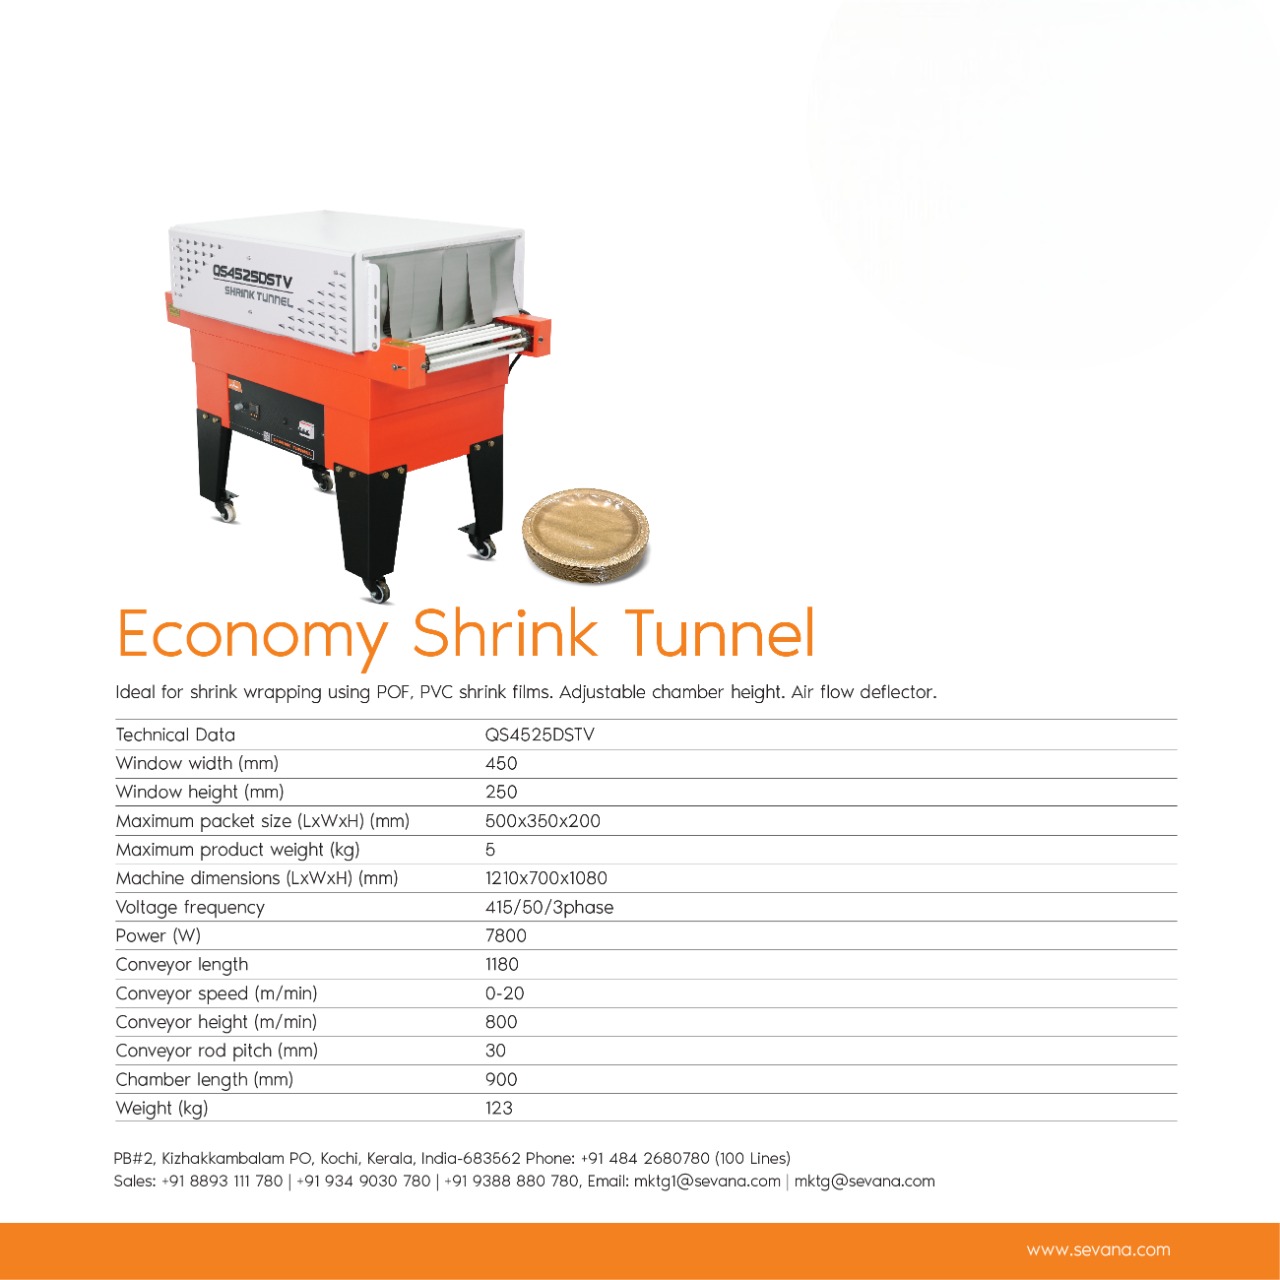 QS4525DSTV
SHRINK TUNNEL
Economy Shrink Tunnel
Ideal for shrink wrapping using POF, PVC shrink films. Adjustable chamber height. Air flow deflector.
Technical Data QS4525DSTV
Window width (mm) 450
Window height (mm) 250
Maximum packet size (LxWxH) (mm) 500x350x200
Maximum product weight (kg) 5
Machine dimensions (LxWxH) (mm) 1210x700x1080
Voltage frequency 415/50/3phase
Power (W) 7800
Conveyor length 1180
Conveyor speed (m/min) 0-20
Conveyor height (m/min) 800
Conveyor rod pitch (mm) 30
Chamber length (mm) 900
Weight (kg) 123
PB#2, Kizhakkambalam PO, Kochi, Kerala, India-683562 Phone: +91 484 2680780 (100 Lines)
Sales: +91 8893 111 780 | +91 934 9030 780 | +91 9388 880 780, Email: mktg1@sevana.com | mktg@sevana.com
www.sevana.com